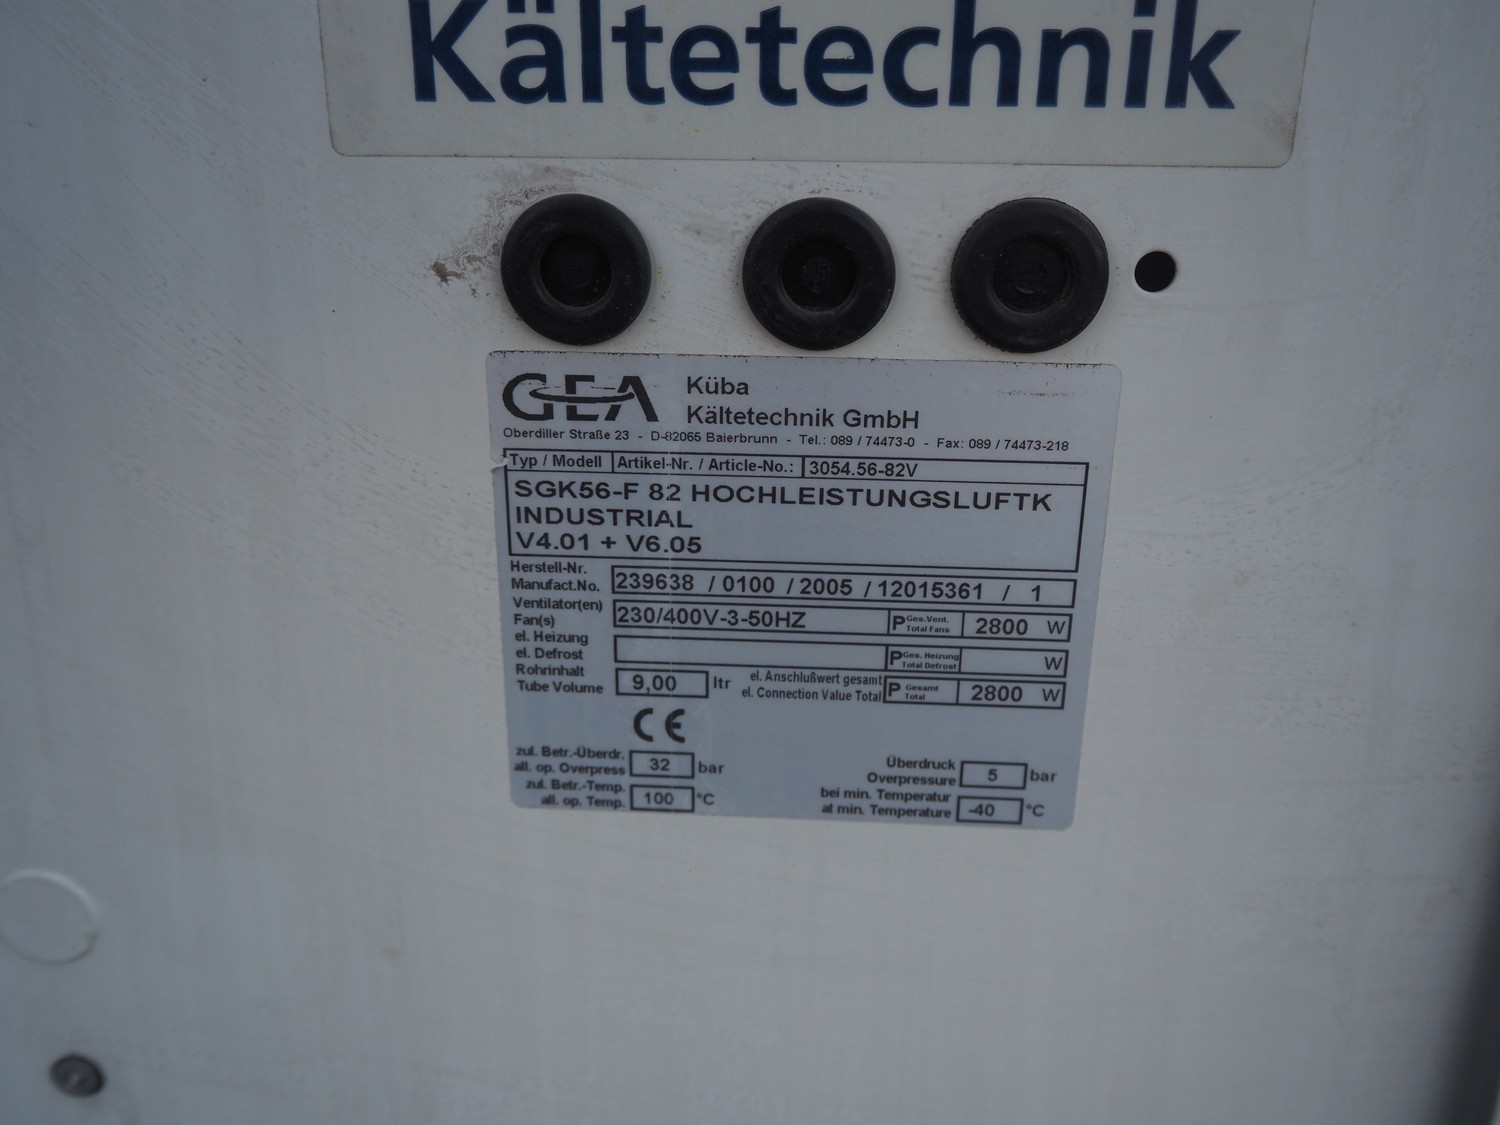 Kältetechnik
GEA Küba
Kältetechnik GmbH
Oberdiller Straße 23 - D-82065 Baierbrunn - Tel.: 089 / 74473-0 - Fax: 089 / 74473-218
Typ / Modell Artikel-Nr. / Article-No.: 3054.56-82V
SGK56-F 82 HOCHLEISTUNGSLUFTK
INDUSTRIAL
V4.01 + V6.05
Herstell-Nr.
Manufact.No. 239638 / 0100 / 2005 / 12015361 / 1
Ventilator(en)
Fan(s) 230/400V-3-50HZ P Ges.Vent. Total Fans 2800 W
el. Heizung
el. Defrost P Ges. Heizung Total Defrost W
Rohrinhalt
Tube Volume 9,00 ltr el. Anschlußwert gesamt el. Connection Value Total P Gesamt Total 2800 W
CE
zul. Betr.-Überdr.
all. op. Overpress 32 bar
zul. Betr.-Temp.
all. op. Temp. 100 °C
Überdruck
Overpressure 5 bar
bei min. Temperatur
at min. Temperature -40 °C